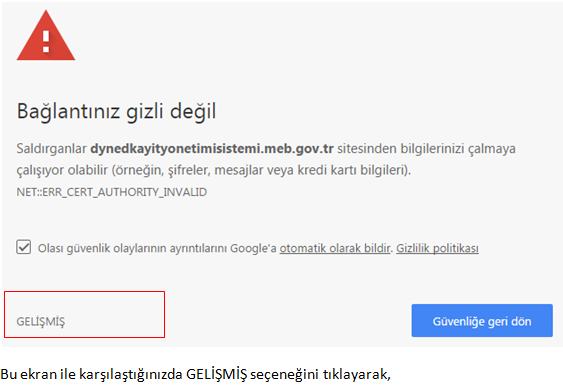 Bağlantınız gizli değil
Saldırganlar dynedkayityonetimisistemi.meb.gov.tr sitesinden bilgilerinizi çalmaya
çalışıyor olabilir (örneğin, şifreler, mesajlar veya kredi kartı bilgileri).
NET::ERR_CERT_AUTHORITY_INVALID
Olası güvenlik olaylarının ayrıntılarını Google'a otomatik olarak bildir. Gizlilik politikası
GELİŞMİŞ
Güvenliğe geri dön
Bu ekran ile karşılaştığınızda GELİŞMİŞ seçeneğini tıklayarak,